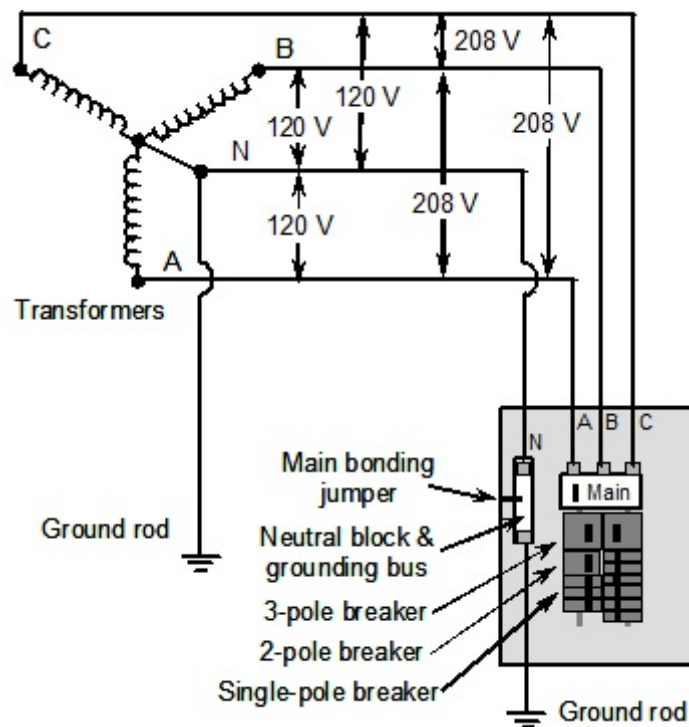 C
B
208 V
120 V
120 V
208 V
N
120 V
208 V
A
Transformers
A B C
N
Main bonding
jumper
Main
Ground rod
Neutral block &
grounding bus
3-pole breaker
2-pole breaker
Single-pole breaker
Ground rod